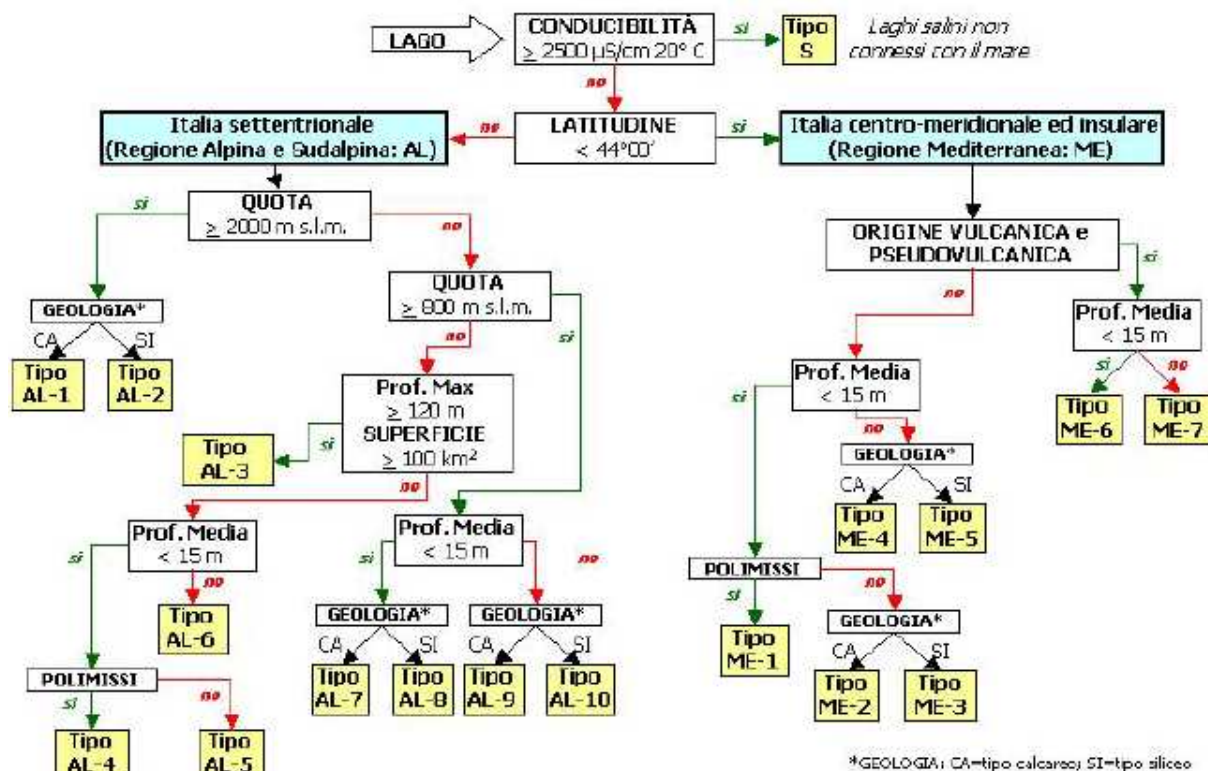 LAGO
CONDUCIBILITÀ
≥ 2500 µS/cm 20° C
si
Tipo
S
Laghi salini non
connessi con il mare
no
Italia settentrionale
(Regione Alpina e Sudalpina: AL)
no
LATITUDINE
< 44°00'
si
Italia centro-meridionale ed insulare
(Regione Mediterranea: ME)
QUOTA
≥ 2000 m s.l.m.
si
no
GEOLOGIA*
CA
SI
Tipo
AL-1
Tipo
AL-2
QUOTA
≥ 800 m s.l.m.
no
si
Prof. Max
≥ 120 m
SUPERFICIE
≥ 100 km²
si
Tipo
AL-3
no
Prof. Media
< 15 m
si
no
Tipo
AL-6
POLIMISSI
si
no
Tipo
AL-4
Tipo
AL-5
Prof. Media
< 15 m
si
no
GEOLOGIA*
CA
SI
Tipo
AL-7
Tipo
AL-8
GEOLOGIA*
CA
SI
Tipo
AL-9
Tipo
AL-10
ORIGINE VULCANICA e
PSEUDOVULCANICA
no
si
Prof. Media
< 15 m
si
no
Tipo
ME-6
Tipo
ME-7
Prof. Media
< 15 m
si
no
GEOLOGIA*
CA
SI
Tipo
ME-4
Tipo
ME-5
POLIMISSI
si
no
Tipo
ME-1
GEOLOGIA*
CA
SI
Tipo
ME-2
Tipo
ME-3
*GEOLOGIA: CA=tipo calcareo; SI=tipo siliceo